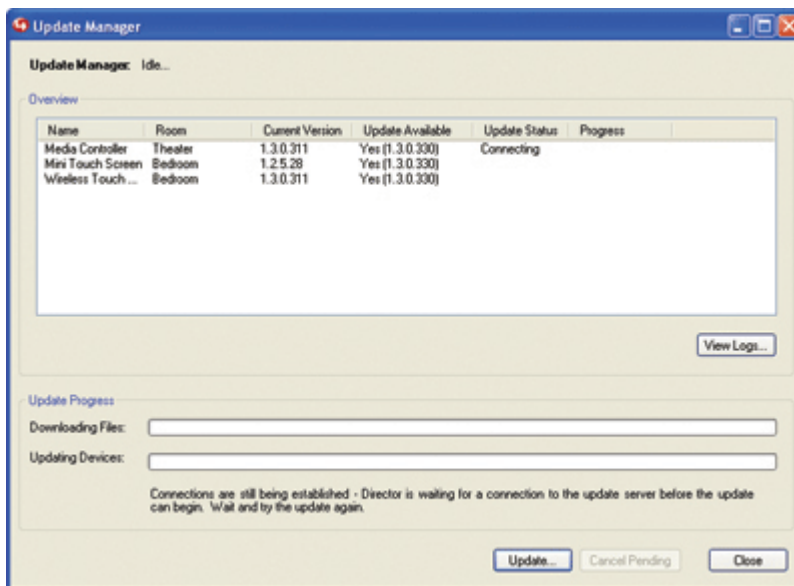 Update Manager
Update Manager: Idle...
Overview
Name Room Current Version Update Available Update Status Progress
Media Controller Theater 1.3.0.311 Yes (1.3.0.330) Connecting
Mini Touch Screen Bedroom 1.2.5.28 Yes (1.3.0.330)
Wireless Touch ... Bedroom 1.3.0.311 Yes (1.3.0.330)
View Logs...
Update Progress
Downloading Files:
Updating Devices:
Connections are still being established - Director is waiting for a connection to the update server before the update
can begin. Wait and try the update again.
Update... Cancel Pending Close